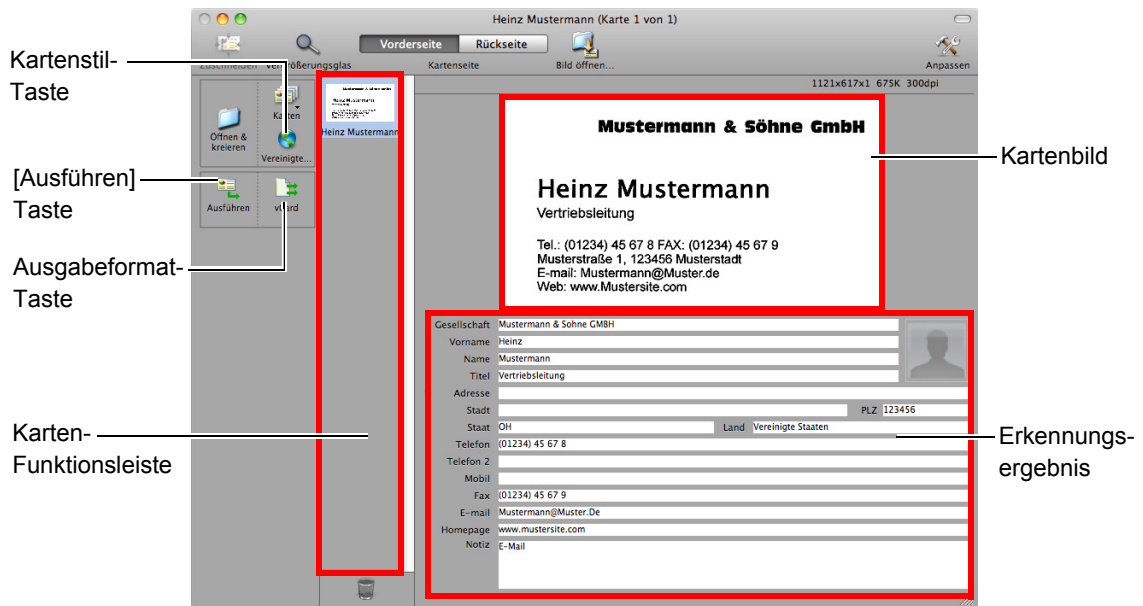 Heinz Mustermann (Karte 1 von 1)
Vorderseite Rückseite
Zuschneiden Vergrößerungsglas Kartenseite Bild öffnen... Anpassen
1121x617x1 675K 300dpi
Kartenstil-
Taste
[Ausführen]
Taste
Ausgabeformat-
Taste
Karten-
Funktionsleiste
Öffnen &
kreieren
Karten
Vereinigte...
Ausführen
vCard
Heinz Mustermann
Mustermann & Söhne GmbH
Heinz Mustermann
Vertriebsleitung
Tel.: (01234) 45 67 8 FAX: (01234) 45 67 9
Musterstraße 1, 123456 Musterstadt
E-mail: Mustermann@Muster.de
Web: www.Mustersite.com
Kartenbild
Gesellschaft Mustermann & Sohne GMBH
Vorname Heinz
Name Mustermann
Titel Vertriebsleitung
Adresse
Stadt PLZ 123456
Staat OH Land Vereinigte Staaten
Telefon (01234) 45 67 8
Telefon 2
Mobil
Fax (01234) 45 67 9
E-mail Mustermann@Muster.De
Homepage www.mustersite.com
Notiz E-Mail
Erkennungs-
ergebnis